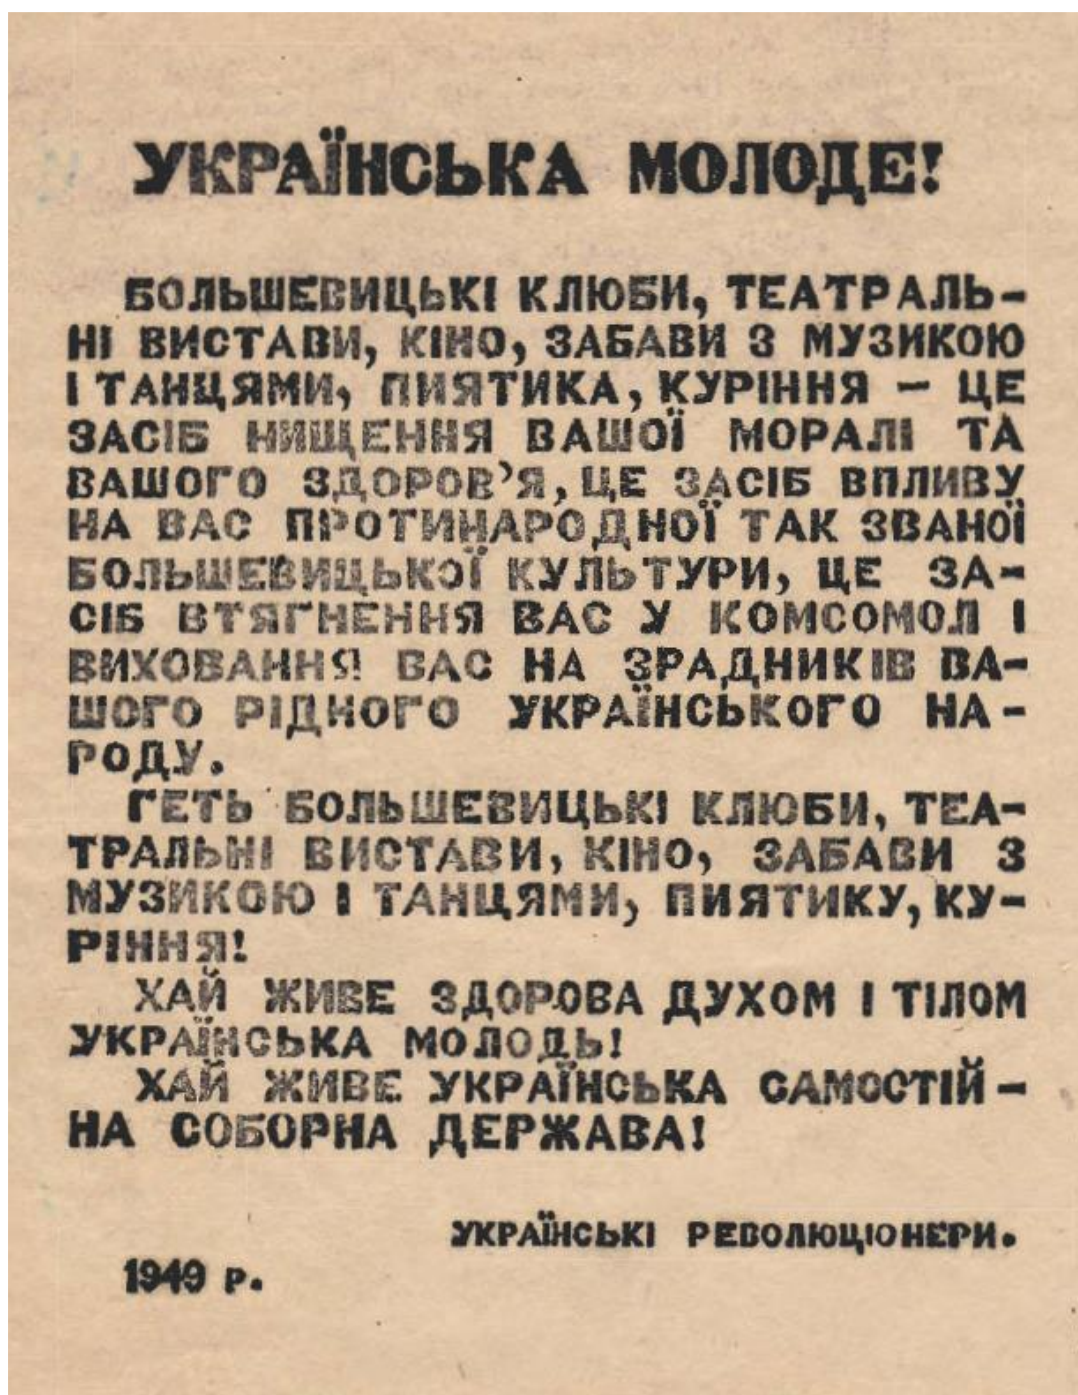 УКРАЇНСЬКА МОЛОДЕ!
БОЛЬШЕВИЦЬКІ КЛЮБИ, ТЕАТРАЛЬ-
НІ ВИСТАВИ, КІНО, ЗАБАВИ З МУЗИКОЮ
І ТАНЦЯМИ, ПИЯТИКА, КУРІННЯ – ЦЕ
ЗАСІБ НИЩЕННЯ ВАШОЇ МОРАЛІ ТА
ВАШОГО ЗДОРОВ'Я, ЦЕ ЗАСІБ ВПЛИВУ
НА ВАС ПРОТИНАРОДНОЇ ТАК ЗВАНОЇ
БОЛЬШЕВИЦЬКОЇ КУЛЬТУРИ, ЦЕ ЗА-
СІБ ВТЯГНЕННЯ ВАС У КОМСОМОЛ І
ВИХОВАННЯ ВАС НА ЗРАДНИКІВ ВА-
ШОГО РІДНОГО УКРАЇНСЬКОГО НА-
РОДУ.
ГЕТЬ БОЛЬШЕВИЦЬКІ КЛЮБИ, ТЕА-
ТРАЛЬНІ ВИСТАВИ, КІНО, ЗАБАВИ З
МУЗИКОЮ І ТАНЦЯМИ, ПИЯТИКУ, КУ-
РІННЯ!
ХАЙ ЖИВЕ ЗДОРОВА ДУХОМ І ТІЛОМ
УКРАЇНСЬКА МОЛОДЬ!
ХАЙ ЖИВЕ УКРАЇНСЬКА САМОСТІЙ-
НА СОБОРНА ДЕРЖАВА!
УКРАЇНСЬКІ РЕВОЛЮЦІОНЕРИ.
1949 р.